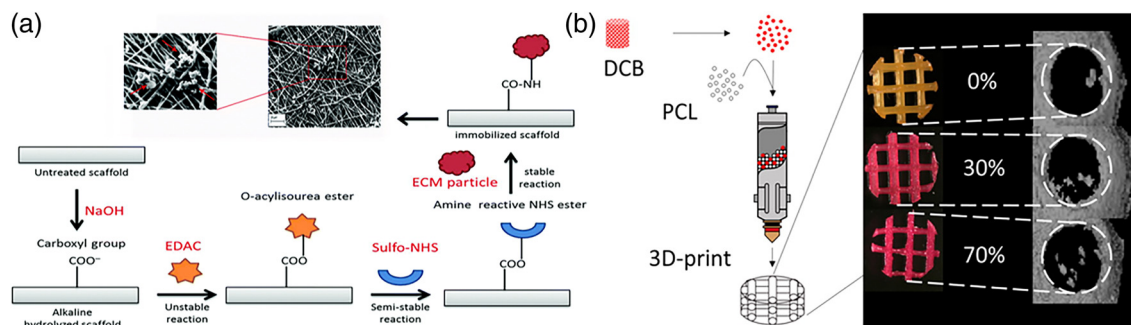 (a)
CO-NH
immobilized scaffold
Untreated scaffold
NaOH
Carboxyl group
COO⁻
Alkaline
hydrolyzed scaffold
EDAC
Unstable
reaction
O-acylisourea ester
COO
Sulfo-NHS
Semi-stable
reaction
ECM particle
stable
reaction
Amine reactive NHS ester
COO
(b)
DCB
PCL
3D-print
0%
30%
70%